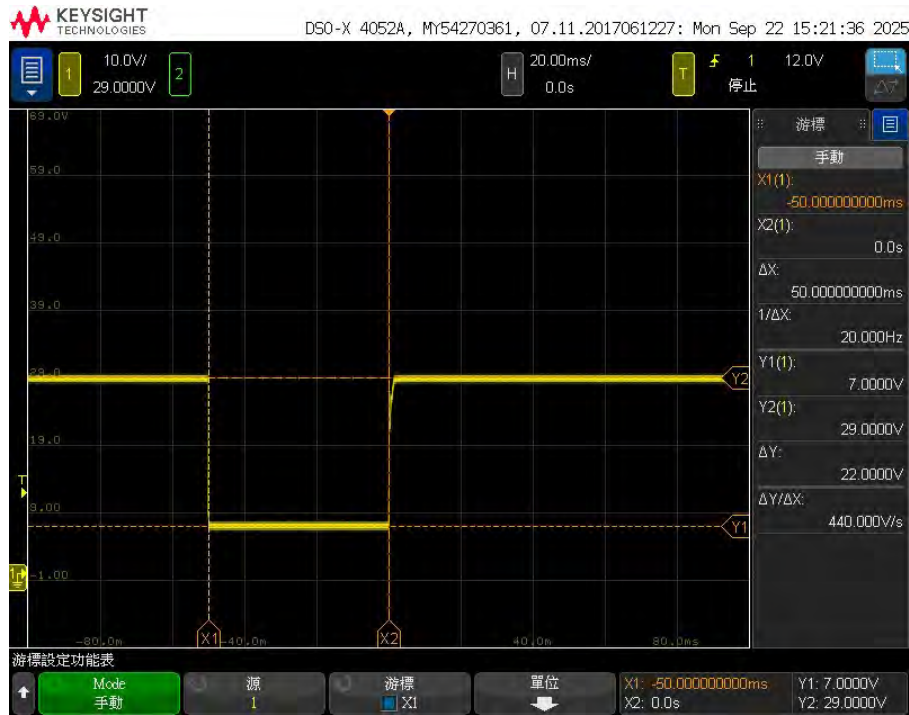 KEYSIGHT
TECHNOLOGIES
DSO-X 4052A, MY54270361, 07.11.2017061227: Mon Sep 22 15:21:36 2025
1
10.0V/
29.0000V
2
H
20.00ms/
0.0s
T
1
12.0V
停止
69.0V
59.0
49.0
39.0
29.0
19.0
9.00
-1.00
T
1
Y2
Y1
-80.0m
X1
-40.0m
X2
40.0m
80.0ms
游標
手動
X1(1):
-50.000000000ms
X2(1):
0.0s
ΔX:
50.000000000ms
1/ΔX:
20.000Hz
Y1(1):
7.0000V
Y2(1):
29.0000V
ΔY:
22.0000V
ΔY/ΔX:
440.000V/s
游標設定功能表
Mode
手動
源
1
游標
X1
單位
X1: -50.000000000ms
X2: 0.0s
Y1: 7.0000V
Y2: 29.0000V